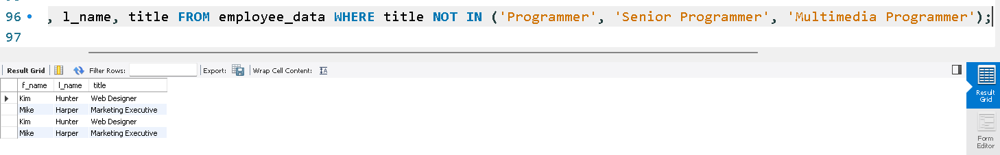 96 , l_name, title FROM employee_data WHERE title NOT IN ('Programmer', 'Senior Programmer', 'Multimedia Programmer');
97
Result Grid Filter Rows: Export: Wrap Cell Content: IA
f_name l_name title
Kim Hunter Web Designer
Mike Harper Marketing Executive
Kim Hunter Web Designer
Mike Harper Marketing Executive
Result
Grid
Form
Editor